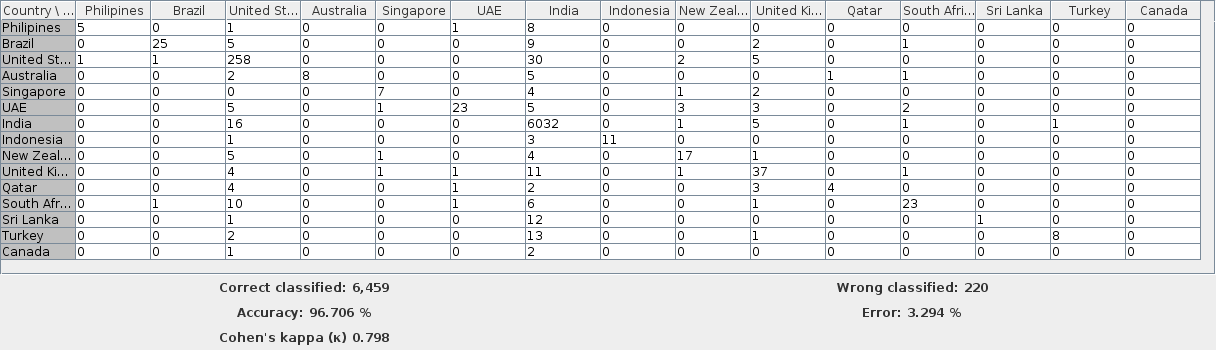 Country \ ... Philipines Brazil United St... Australia Singapore UAE India Indonesia New Zeal... United Ki... Qatar South Afri... Sri Lanka Turkey Canada
Philipines 5 0 1 0 0 1 8 0 0 0 0 0 0 0 0
Brazil 0 25 5 0 0 0 9 0 0 2 0 1 0 0 0
United St... 1 1 258 0 0 0 30 0 2 5 0 0 0 0 0
Australia 0 0 2 8 0 0 5 0 0 0 1 1 0 0 0
Singapore 0 0 0 0 7 0 4 0 1 2 0 0 0 0 0
UAE 0 0 5 0 1 23 5 0 3 3 0 2 0 0 0
India 0 0 16 0 0 0 6032 0 1 5 0 1 0 1 0
Indonesia 0 0 1 0 0 0 3 11 0 0 0 0 0 0 0
New Zeal... 0 0 5 0 1 0 4 0 17 1 0 0 0 0 0
United Ki... 0 0 4 0 1 1 11 0 1 37 0 1 0 0 0
Qatar 0 0 4 0 0 1 2 0 0 3 4 0 0 0 0
South Afr... 0 1 10 0 0 1 6 0 0 1 0 23 0 0 0
Sri Lanka 0 0 1 0 0 0 12 0 0 0 0 0 1 0 0
Turkey 0 0 2 0 0 0 13 0 0 1 0 0 0 8 0
Canada 0 0 1 0 0 0 2 0 0 0 0 0 0 0 0
Correct classified: 6,459 Wrong classified: 220
Accuracy: 96.706 % Error: 3.294 %
Cohen's kappa (κ) 0.798